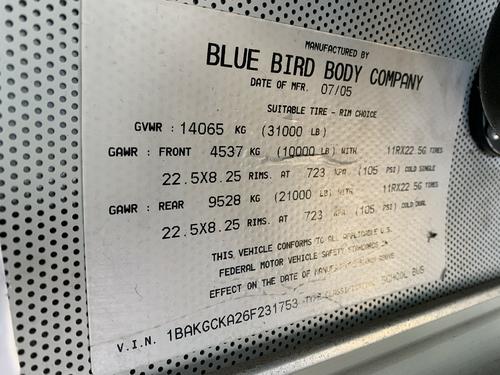 MANUFACTURED BY
BLUE BIRD BODY COMPANY
DATE OF MFR. 07/05
SUITABLE TIRE - RIM CHOICE
GVWR : 14065 KG (31000 LB)
GAWR : FRONT 4537 KG (10000 LB) WITH 11RX22.5G TIRES
22.5X8.25 RIMS. AT 723 KPA (105 PSI) COLD SINGLE
GAWR : REAR 9528 KG (21000 LB) WITH 11RX22.5G TIRES
22.5X8.25 RIMS. AT 723 KPA (105 PSI) COLD DUAL
THIS VEHICLE CONFORMS TO ALL APPLICABLE U.S.
FEDERAL MOTOR VEHICLE SAFETY STANDARDS IN
EFFECT ON THE DATE OF MANUFACTURE SHOWN ABOVE
V.I.N. 1BAKGCKA26F231753 TYPE CLASSIFICATION SCHOOL BUS